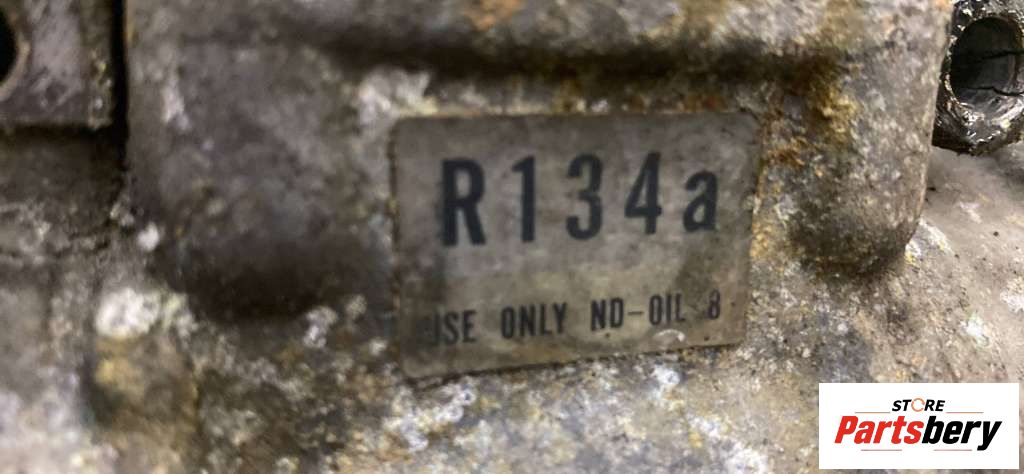 R134a
USE ONLY ND-OIL 8
STORE
Partsbery